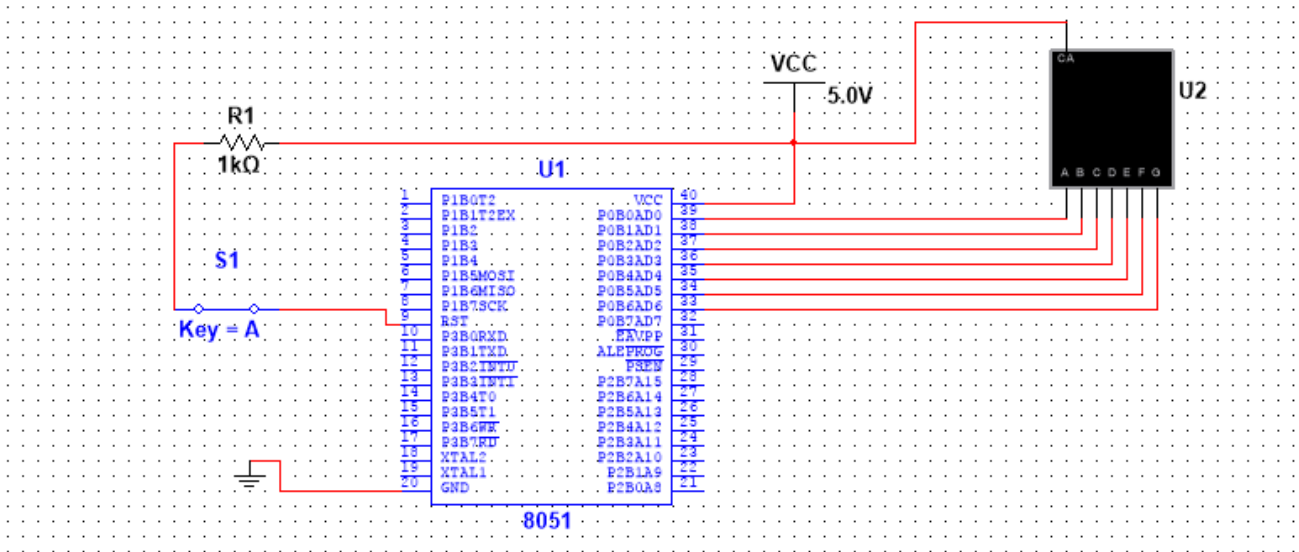 VCC
5.0V
R1
1kΩ
U1
CA
U2
A B C D E F G
S1
Key = A
1 P1B0T2
2 P1B1T2EX
3 P1B2
4 P1B3
5 P1B4
6 P1B5MOSI
7 P1B6MISO
8 P1B7SCK
9 RST
10 P3B0RXD
11 P3B1TXD
12 P3B2INT0
13 P3B3INT1
14 P3B4T0
15 P3B5T1
16 P3B6WR
17 P3B7RD
18 XTAL2
19 XTAL1
20 GND
VCC 40
P0B0AD0 39
P0B1AD1 38
P0B2AD2 37
P0B3AD3 36
P0B4AD4 35
P0B5AD5 34
P0B6AD6 33
P0B7AD7 32
EAVPP 31
ALEPROG 30
PSEN 29
P2B7A15 28
P2B6A14 27
P2B5A13 26
P2B4A12 25
P2B3A11 24
P2B2A10 23
P2B1A9 22
P2B0A8 21
8051